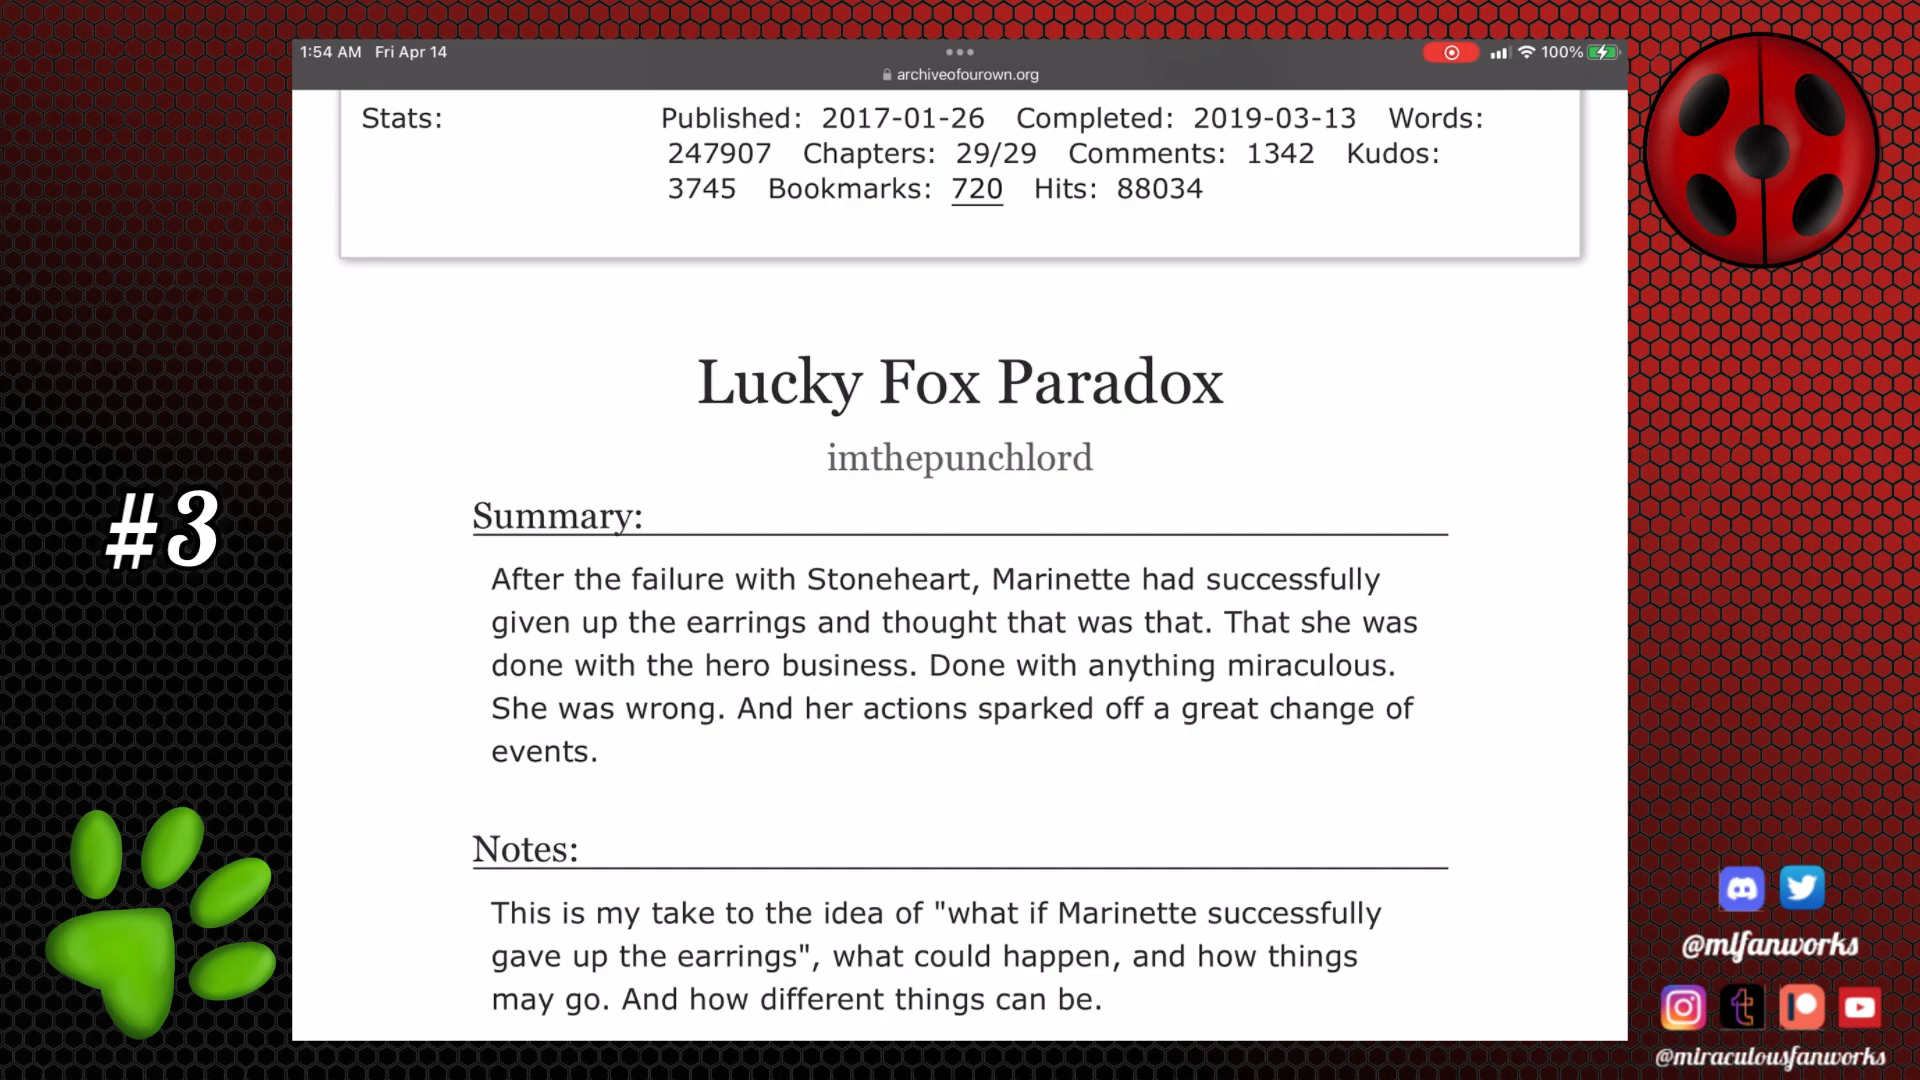 1:54 AM Fri Apr 14
100%
archiveofourown.org
Stats:
Published: 2017-01-26 Completed: 2019-03-13 Words:
247907 Chapters: 29/29 Comments: 1342 Kudos:
3745 Bookmarks: 720 Hits: 88034
Lucky Fox Paradox
imthepunchlord
#3
Summary:
After the failure with Stoneheart, Marinette had successfully
given up the earrings and thought that was that. That she was
done with the hero business. Done with anything miraculous.
She was wrong. And her actions sparked off a great change of
events.
Notes:
This is my take to the idea of "what if Marinette successfully
gave up the earrings", what could happen, and how things
may go. And how different things can be.
@mlfanworks
@miraculousfanworks